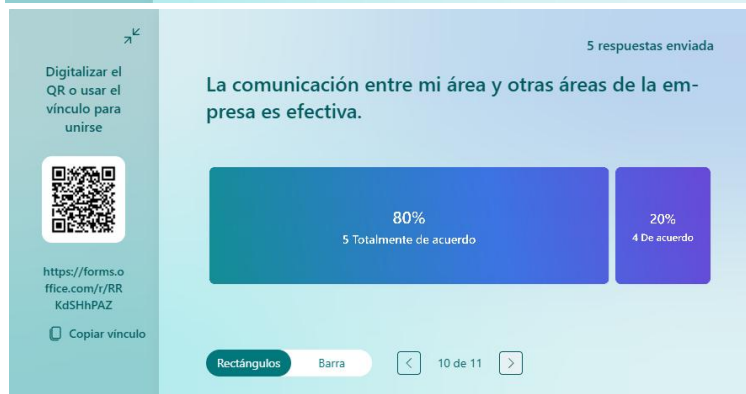 Digitalizar el
QR o usar el
vínculo para
unirse
https://forms.o
ffice.com/r/RR
KdSHhPAZ
Copiar vínculo
5 respuestas enviada
La comunicación entre mi área y otras áreas de la em-
presa es efectiva.
80%
5 Totalmente de acuerdo
20%
4 De acuerdo
Rectángulos
Barra
10 de 11